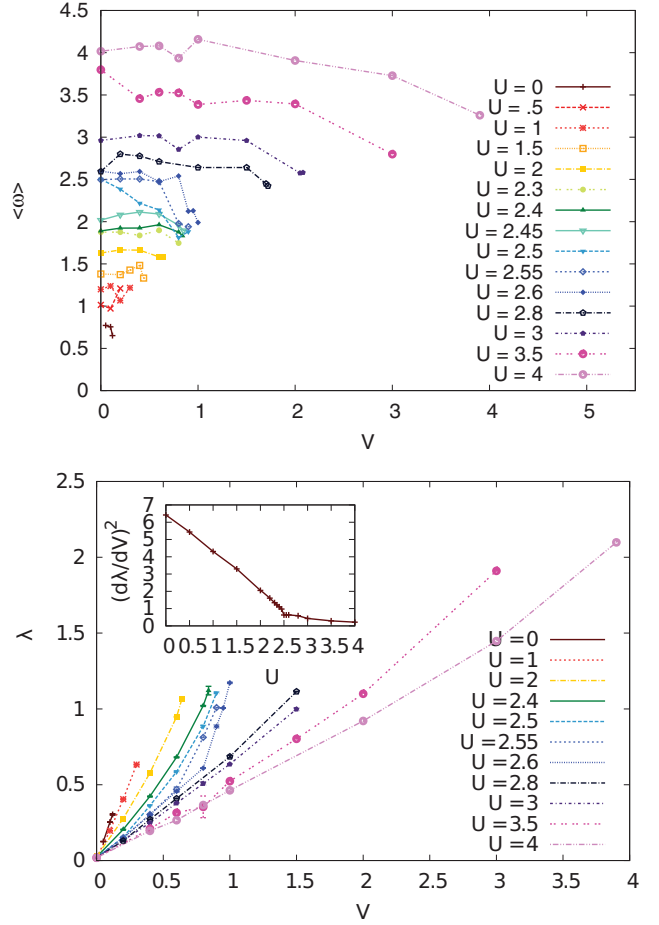 4.5
4
3.5
3
2.5
2
1.5
1
0.5
0
<ω>
0 1 2 3 4 5
V
U = 0
U = .5
U = 1
U = 1.5
U = 2
U = 2.3
U = 2.4
U = 2.45
U = 2.5
U = 2.55
U = 2.6
U = 2.8
U = 3
U = 3.5
U = 4
2.5
2
1.5
1
0.5
0
λ
7
6
5
4
3
2
1
0
(dλ/dV)²
0 0.5 1 1.5 2 2.5 3 3.5 4
U
U =0
U =1
U =2
U =2.4
U =2.5
U =2.55
U =2.6
U =2.8
U =3
U =3.5
U =4
0 0.5 1 1.5 2 2.5 3 3.5 4
V